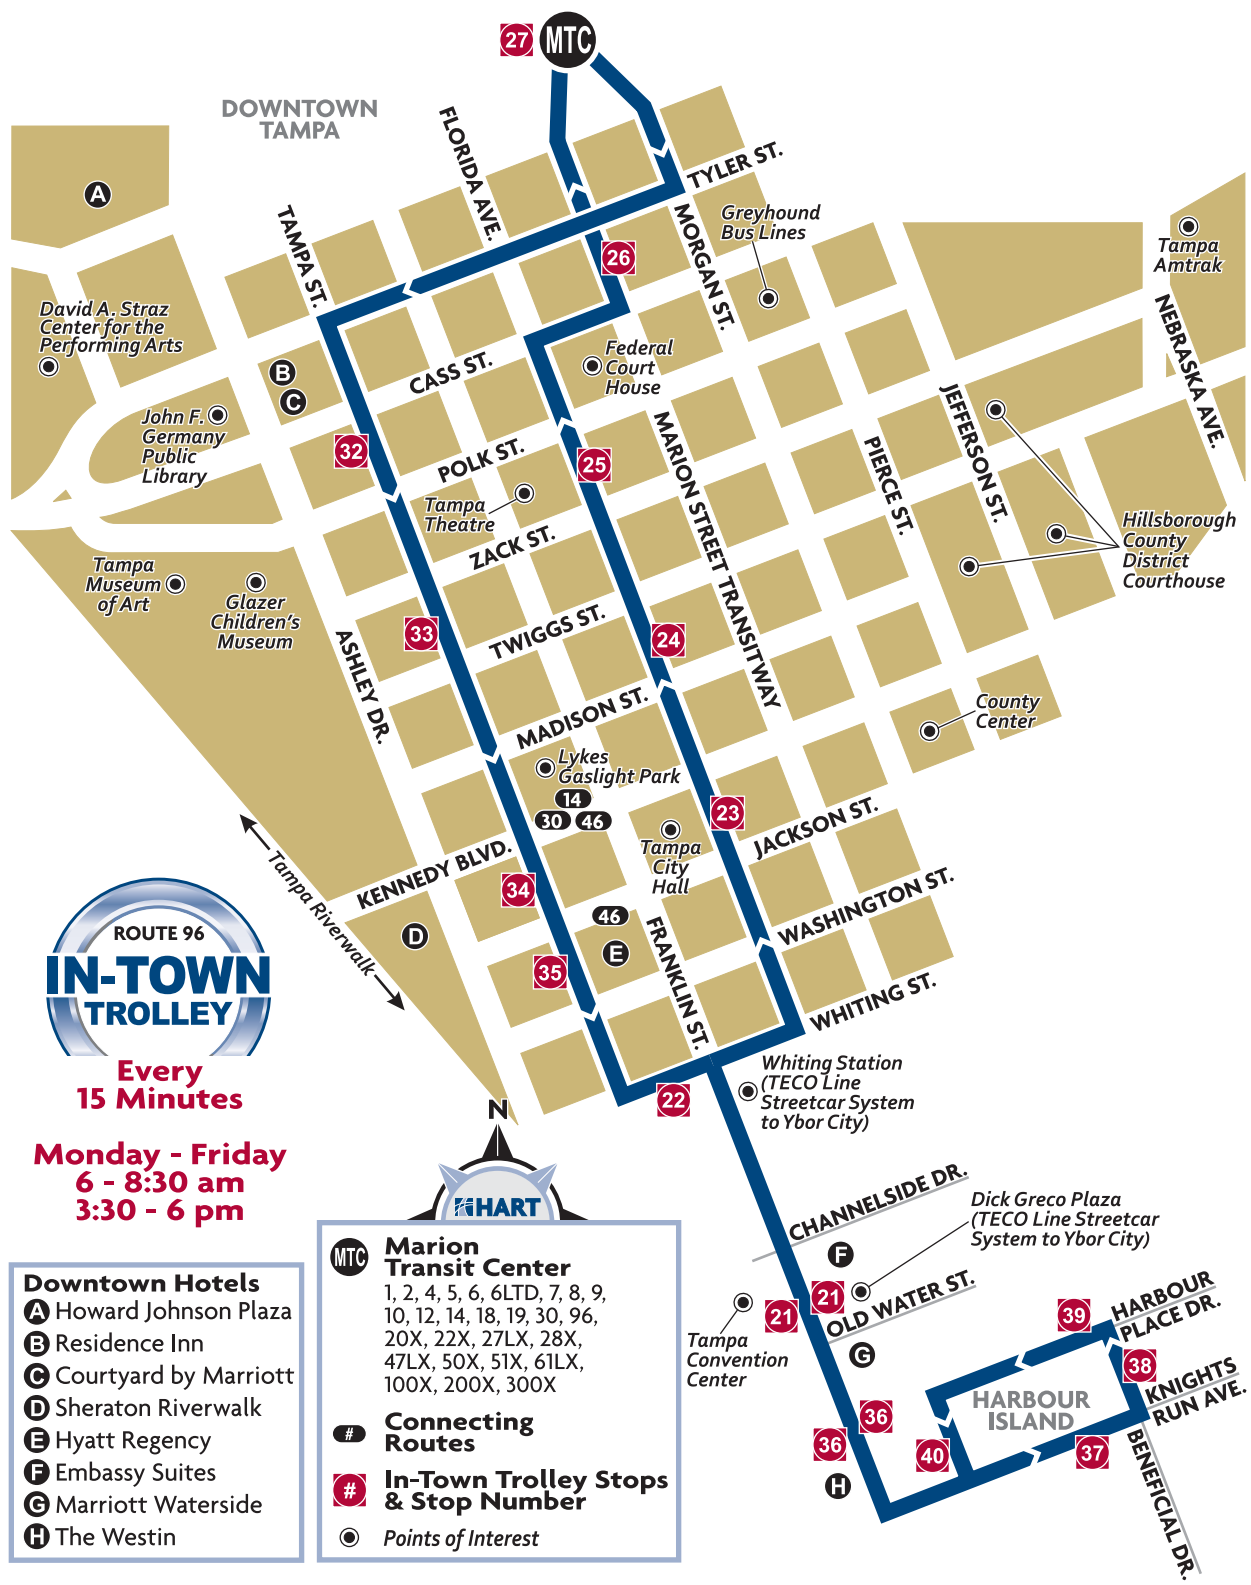 27
MTC
DOWNTOWN
TAMPA
FLORIDA AVE.
TYLER ST.
A
TAMPA ST.
MORGAN ST.
Greyhound
Bus Lines
Tampa
Amtrak
26
David A. Straz
Center for the
Performing Arts
NEBRASKA AVE.
B
C
CASS ST.
Federal
Court
House
John F.
Germany
Public
Library
32
POLK ST.
25
MARION STREET TRANSITWAY
PIERCE ST.
JEFFERSON ST.
Tampa
Theatre
ZACK ST.
Hillsborough
County
District
Courthouse
Tampa
Museum
of Art
Glazer
Children's
Museum
33
TWIGGS ST.
24
ASHLEY DR.
MADISON ST.
County
Center
Lykes
Gaslight Park
14
30
46
23
JACKSON ST.
Tampa
City
Hall
KENNEDY BLVD.
34
Tampa Riverwalk
D
46
E
FRANKLIN ST.
WASHINGTON ST.
35
WHITING ST.
22
Whiting Station
(TECO Line
Streetcar System
to Ybor City)
ROUTE 96
IN-TOWN
TROLLEY
Every
15 Minutes
Monday - Friday
6 - 8:30 am
3:30 - 6 pm
N
HART
CHANNELSIDE DR.
F
Dick Greco Plaza
(TECO Line Streetcar
System to Ybor City)
21
21
OLD WATER ST.
Tampa
Convention
Center
G
39
HARBOUR
PLACE DR.
38
HARBOUR
ISLAND
KNIGHTS
RUN AVE.
36
36
40
37
H
BENEFICIAL DR.
Downtown Hotels
A Howard Johnson Plaza
B Residence Inn
C Courtyard by Marriott
D Sheraton Riverwalk
E Hyatt Regency
F Embassy Suites
G Marriott Waterside
H The Westin
MTC Marion
Transit Center
1, 2, 4, 5, 6, 6LTD, 7, 8, 9,
10, 12, 14, 18, 19, 30, 96,
20X, 22X, 27LX, 28X,
47LX, 50X, 51X, 61LX,
100X, 200X, 300X
# Connecting
Routes
# In-Town Trolley Stops
& Stop Number
Points of Interest